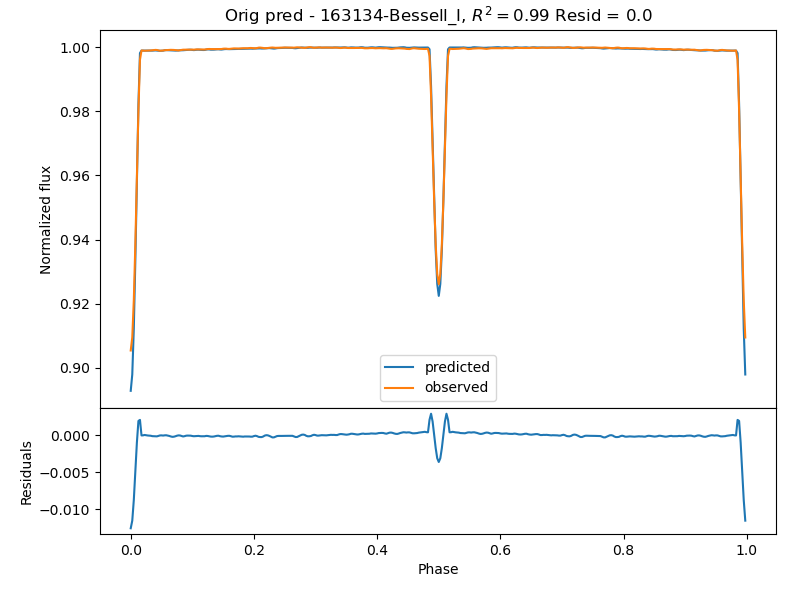 Orig pred - 163134-Bessell_I, R² = 0.99 Resid = 0.0
1.00
0.98
0.96
0.94
0.92
0.90
Normalized flux
predicted
observed
0.000
−0.005
−0.010
Residuals
0.0 0.2 0.4 0.6 0.8 1.0
Phase